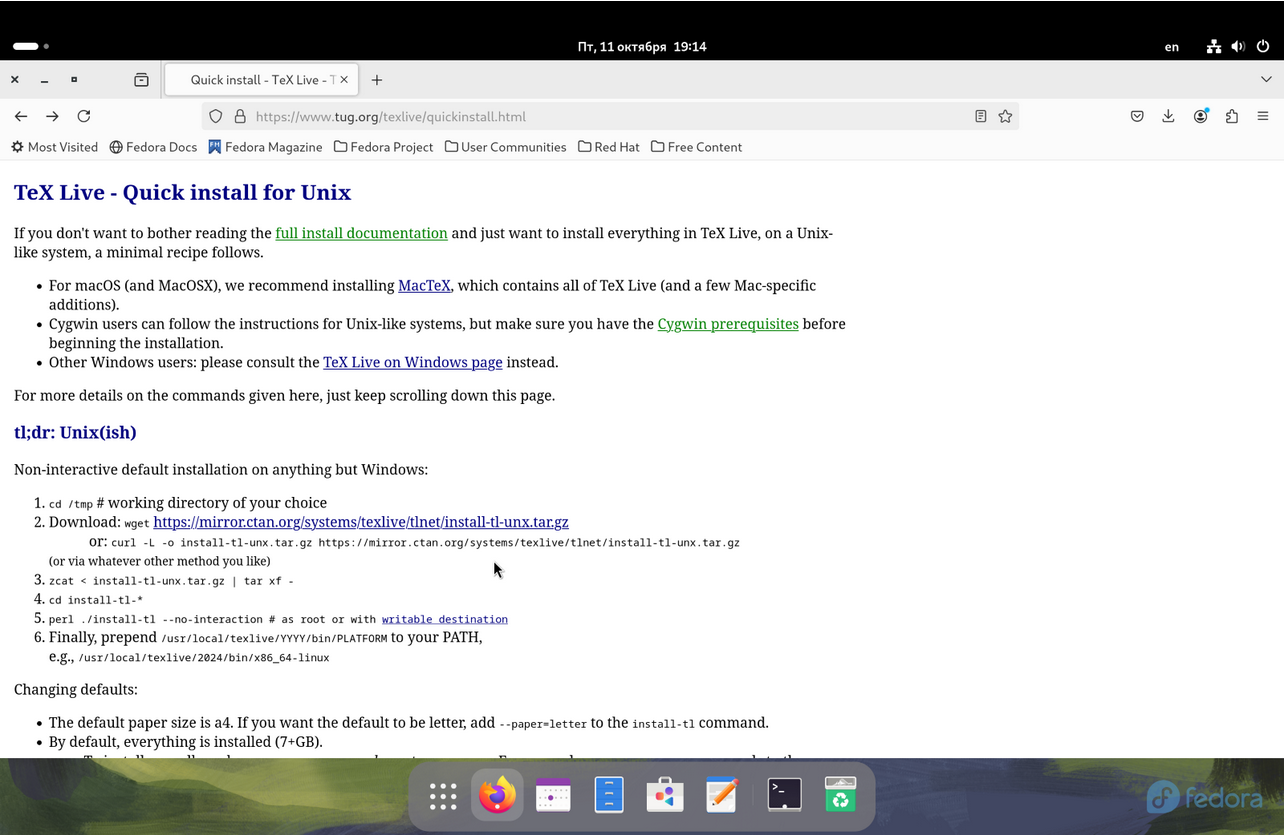 Пт, 11 октября 19:14
en
Quick install - TeX Live -
https://www.tug.org/texlive/quickinstall.html
Most Visited Fedora Docs Fedora Magazine Fedora Project User Communities Red Hat Free Content
TeX Live - Quick install for Unix
If you don't want to bother reading the full install documentation and just want to install everything in TeX Live, on a Unix-
like system, a minimal recipe follows.
• For macOS (and MacOSX), we recommend installing MacTeX, which contains all of TeX Live (and a few Mac-specific
additions).
• Cygwin users can follow the instructions for Unix-like systems, but make sure you have the Cygwin prerequisites before
beginning the installation.
• Other Windows users: please consult the TeX Live on Windows page instead.
For more details on the commands given here, just keep scrolling down this page.
tl;dr: Unix(ish)
Non-interactive default installation on anything but Windows:
1. cd /tmp # working directory of your choice
2. Download: wget https://mirror.ctan.org/systems/texlive/tlnet/install-tl-unx.tar.gz
or: curl -L -o install-tl-unx.tar.gz https://mirror.ctan.org/systems/texlive/tlnet/install-tl-unx.tar.gz
(or via whatever other method you like)
3. zcat < install-tl-unx.tar.gz | tar xf -
4. cd install-tl-*
5. perl ./install-tl --no-interaction # as root or with writable destination
6. Finally, prepend /usr/local/texlive/YYYY/bin/PLATFORM to your PATH,
e.g., /usr/local/texlive/2024/bin/x86_64-linux
Changing defaults:
• The default paper size is a4. If you want the default to be letter, add --paper=letter to the install-tl command.
• By default, everything is installed (7+GB).
fedora